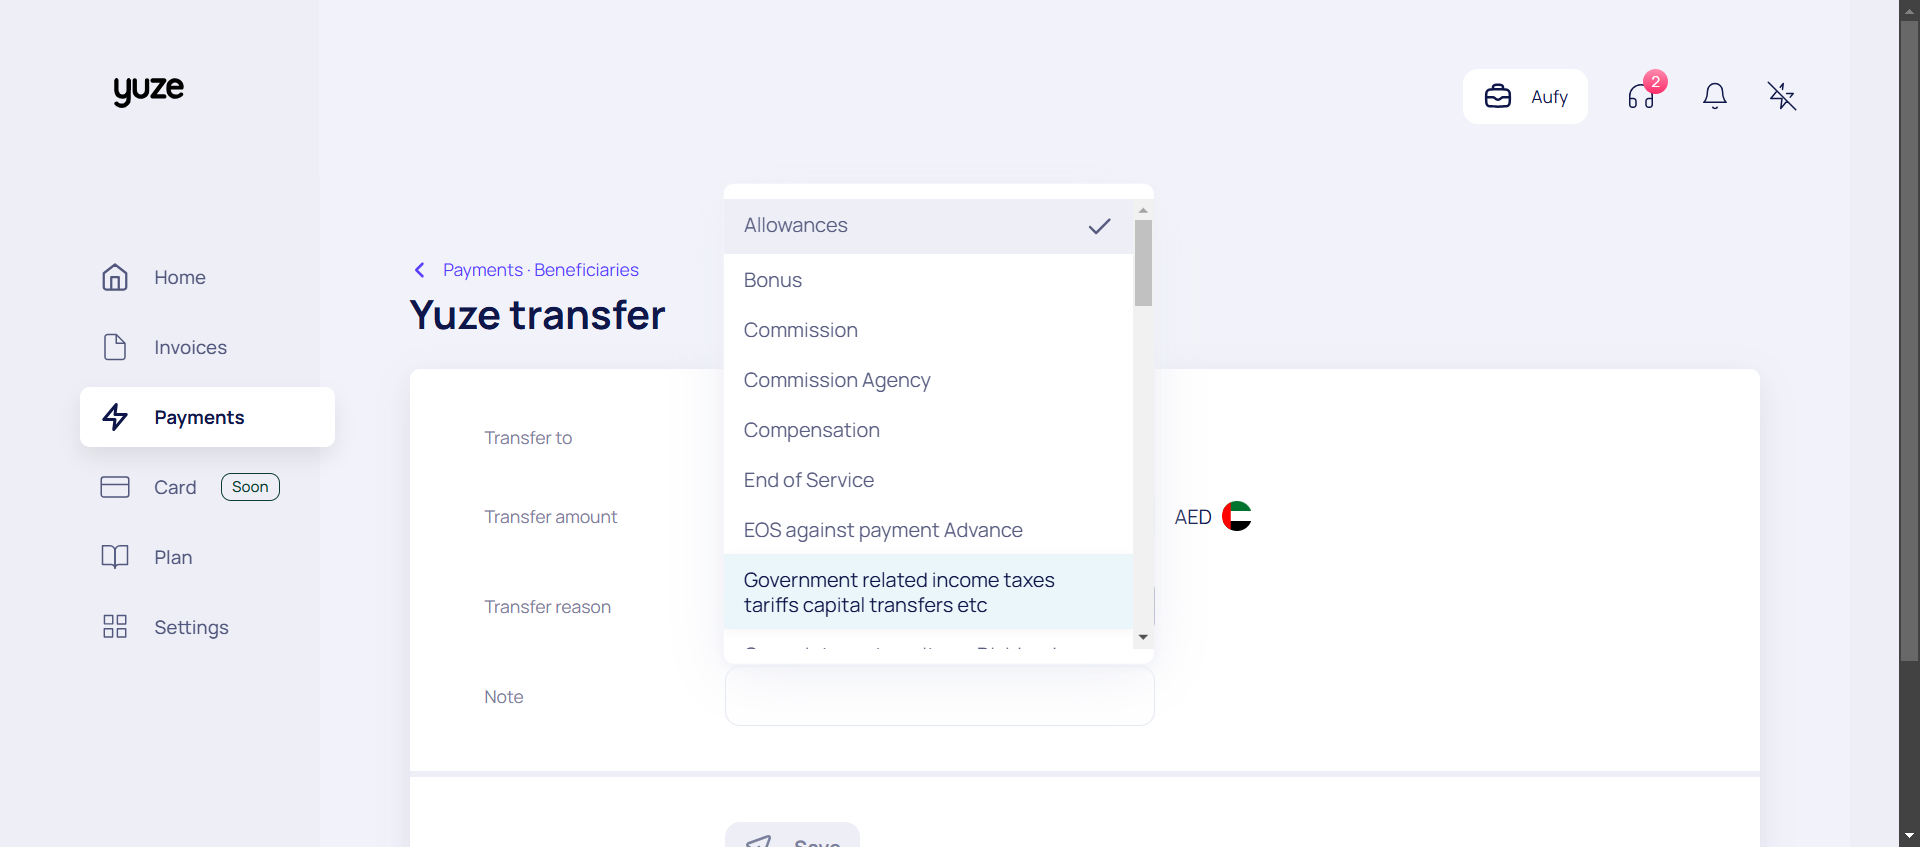 yuze
Aufy
2
Home
Invoices
Payments
Card
Soon
Plan
Settings
Payments · Beneficiaries
Yuze transfer
Transfer to
Transfer amount
AED
Transfer reason
Note
Allowances
Bonus
Commission
Commission Agency
Compensation
End of Service
EOS against payment Advance
Government related income taxes
tariffs capital transfers etc
Save